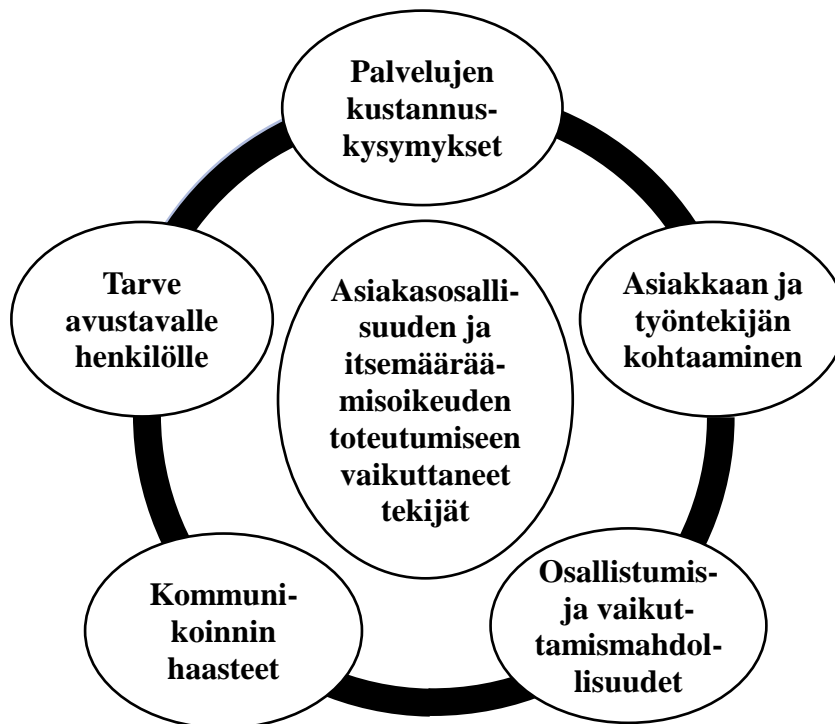 Palvelujen
kustannus-
kysymykset
Tarve
avustavalle
henkilölle
Asiakasosalli-
suuden ja
itsemäärää-
misoikeuden
toteutumiseen
vaikuttaneet
tekijät
Asiakkaan ja
työntekijän
kohtaaminen
Kommuni-
koinnin
haasteet
Osallistumis-
ja vaikut-
tamismahdol-
lisuudet